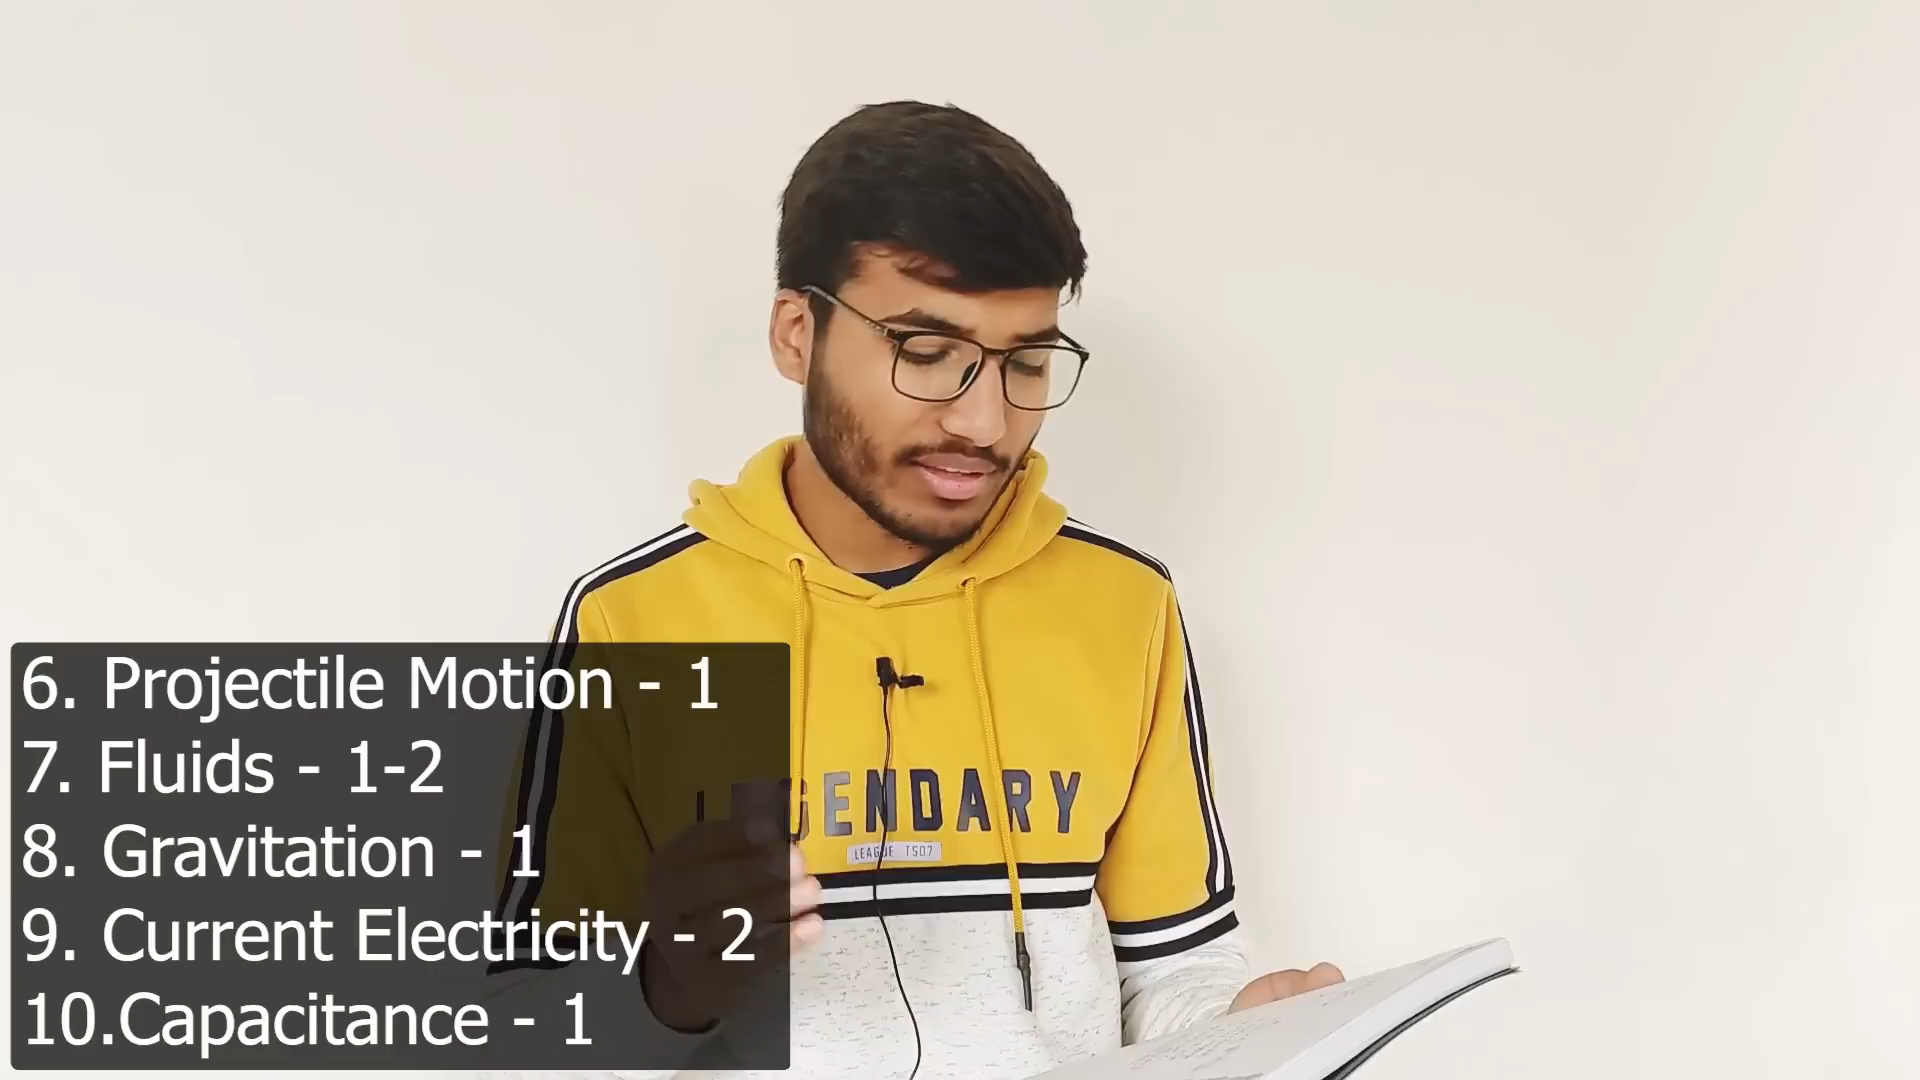 6. Projectile Motion - 1
7. Fluids - 1-2
8. Gravitation - 1
9. Current Electricity - 2
10.Capacitance - 1
GENDARY
LEAGUE TS07